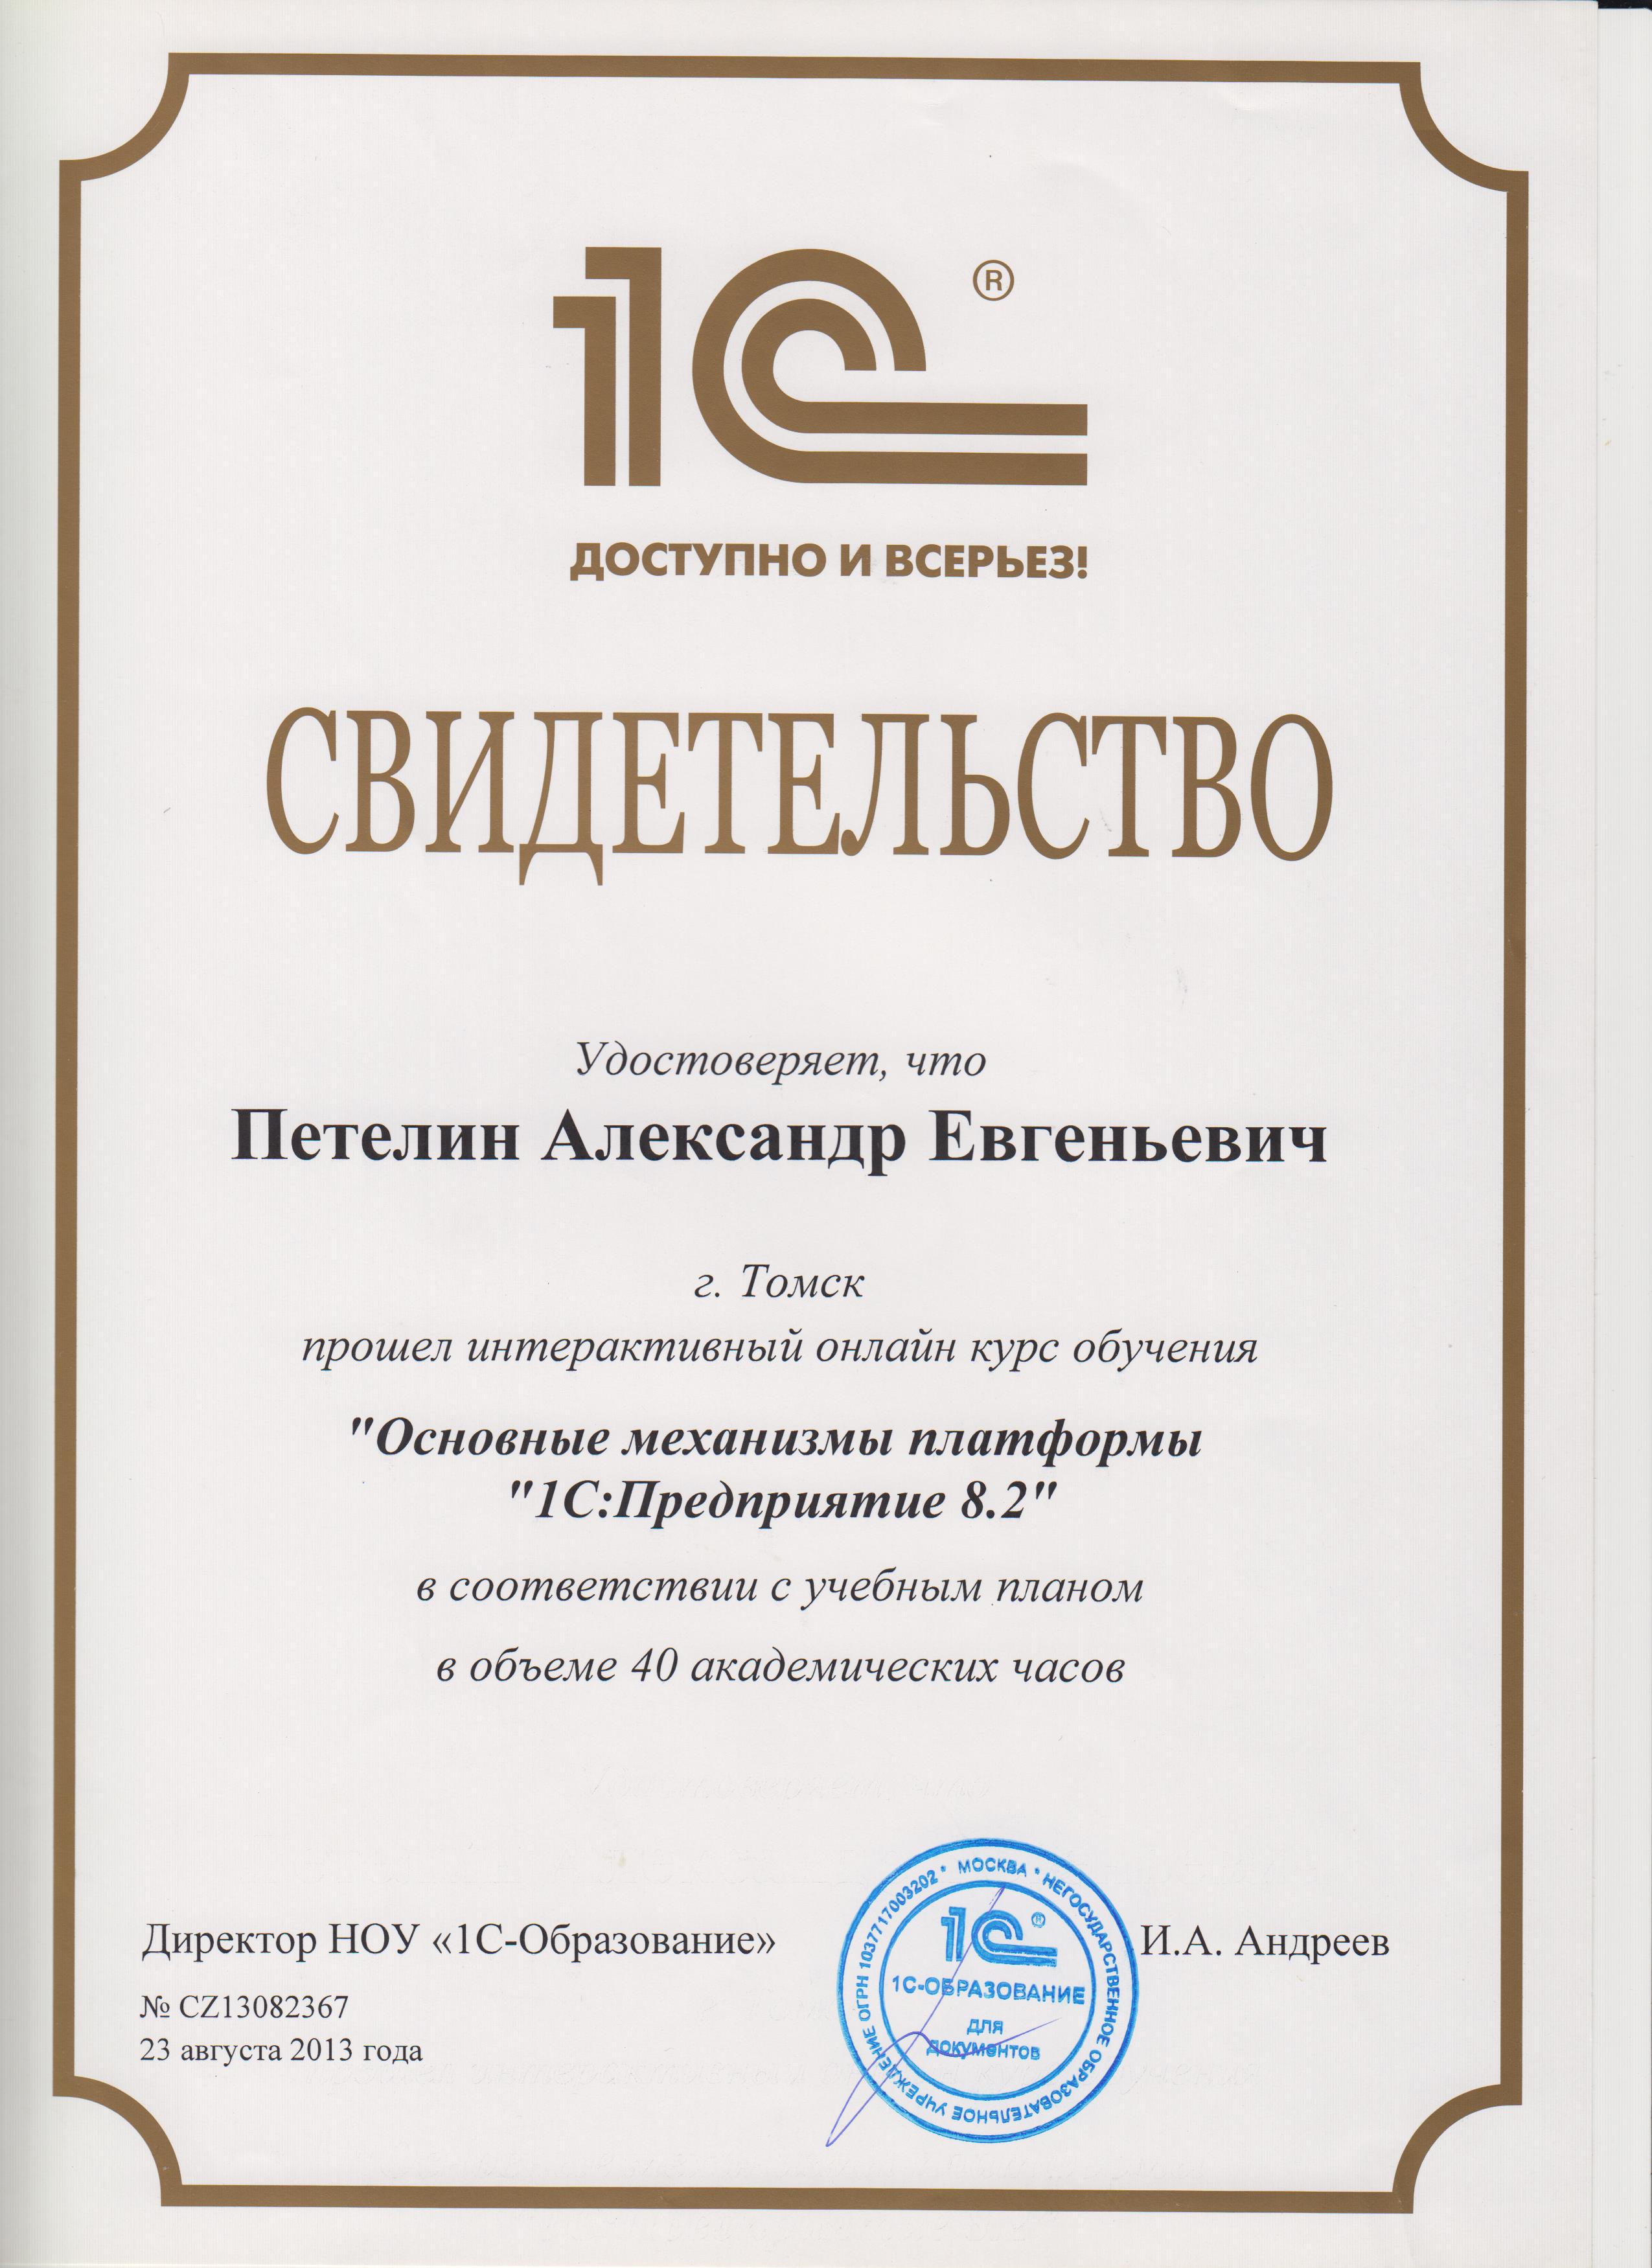 1С®
ДОСТУПНО И ВСЕРЬЕЗ!
СВИДЕТЕЛЬСТВО
Удостоверяет, что
Петелин Александр Евгеньевич
г. Томск
прошел интерактивный онлайн курс обучения
"Основные механизмы платформы
"1С:Предприятие 8.2"
в соответствии с учебным планом
в объеме 40 академических часов
Директор НОУ «1С-Образование»
И.А. Андреев
№ CZ13082367
23 августа 2013 года
* МОСКВА * НЕГОСУДАРСТВЕННОЕ ОБРАЗОВАТЕЛЬНОЕ УЧРЕЖДЕНИЕ ОГРН 1037717003202
1С®
1С-ОБРАЗОВАНИЕ
ДЛЯ
ДОКУМЕНТОВ